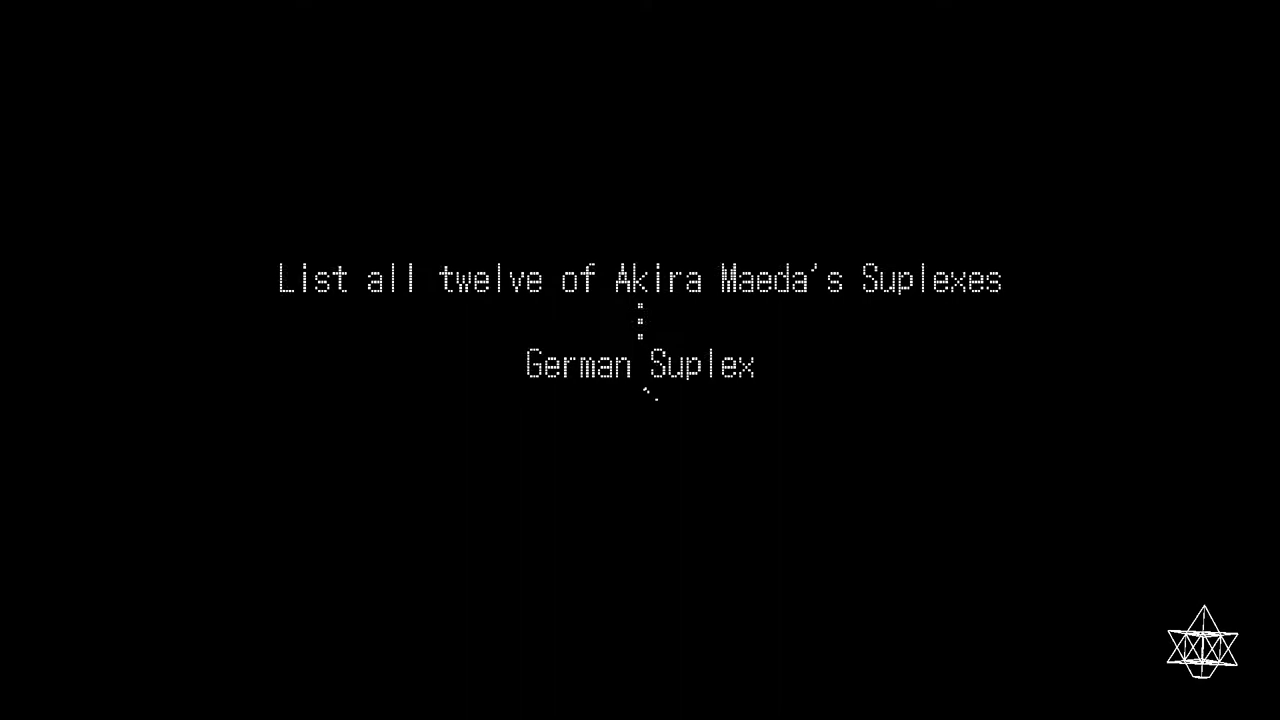 List all twelve of Akira Maeda's Suplexes
︙
German Suplex
、